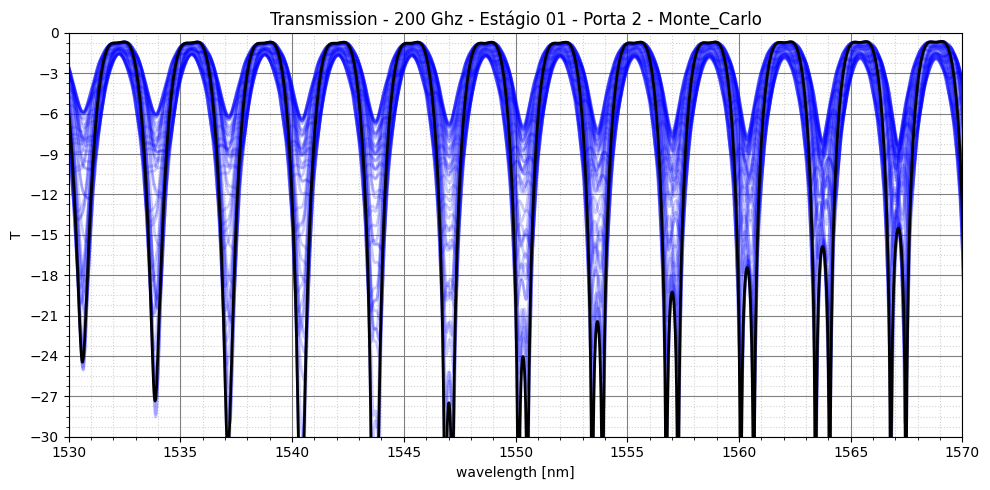 Transmission - 200 Ghz - Estágio 01 - Porta 2 - Monte_Carlo
0
−3
−6
−9
−12
−15
−18
−21
−24
−27
−30
T
1530 1535 1540 1545 1550 1555 1560 1565 1570
wavelength [nm]